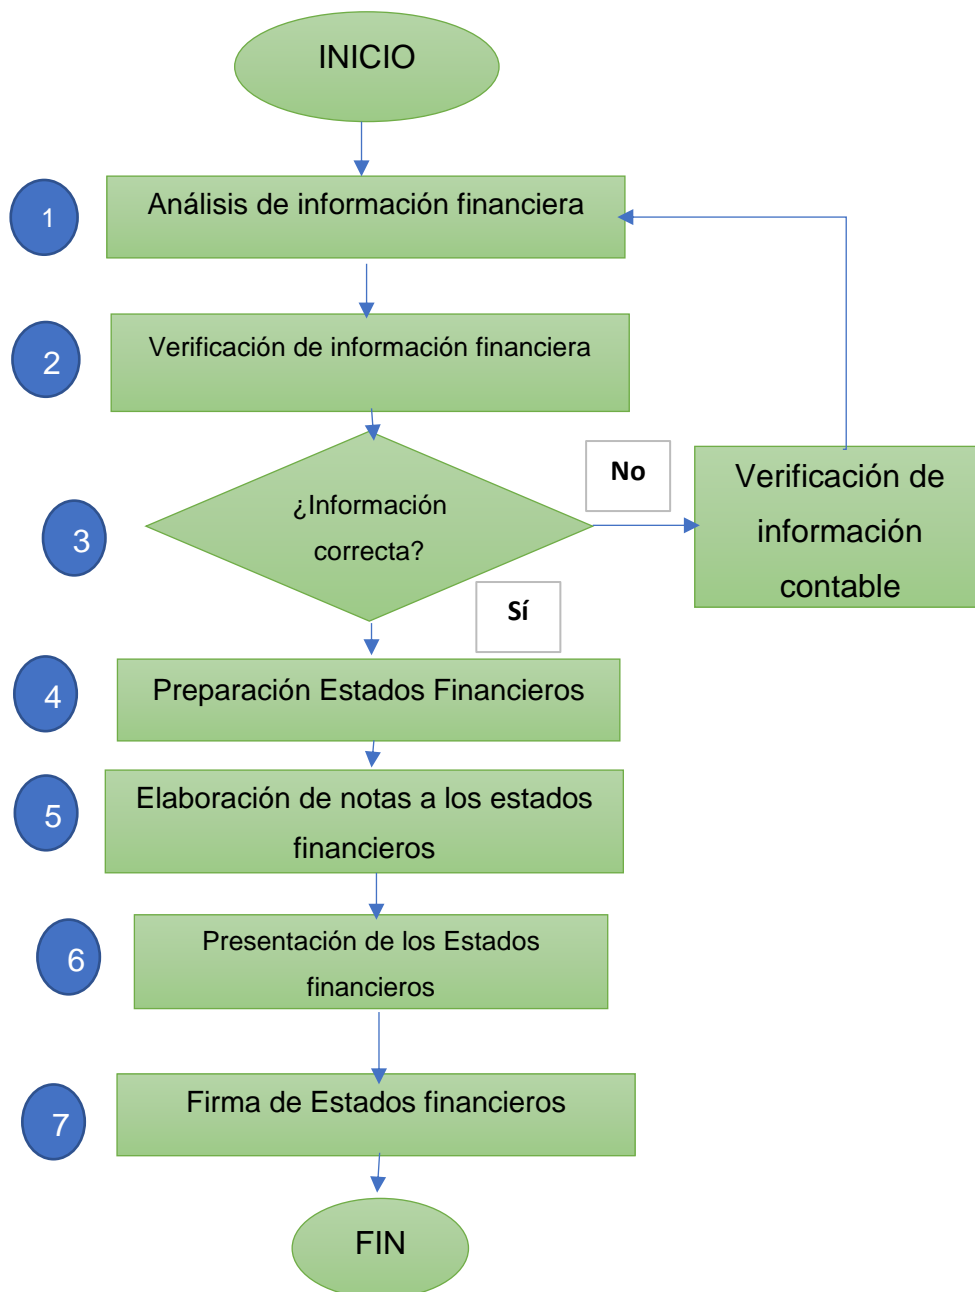 INICIO
1
Análisis de información financiera
2
Verificación de información financiera
3
¿Información
correcta?
No
Verificación de
información
contable
Sí
4
Preparación Estados Financieros
5
Elaboración de notas a los estados
financieros
6
Presentación de los Estados
financieros
7
Firma de Estados financieros
FIN